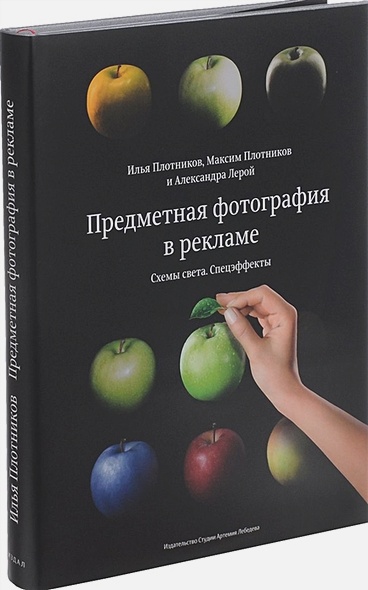 Илья Плотников, Максим Плотников
и Александра Лерой
Предметная фотография
в рекламе
Схемы света. Спецэффекты
Издательство Студии Артемия Лебедева
Илья Плотников Предметная фотография в рекламе